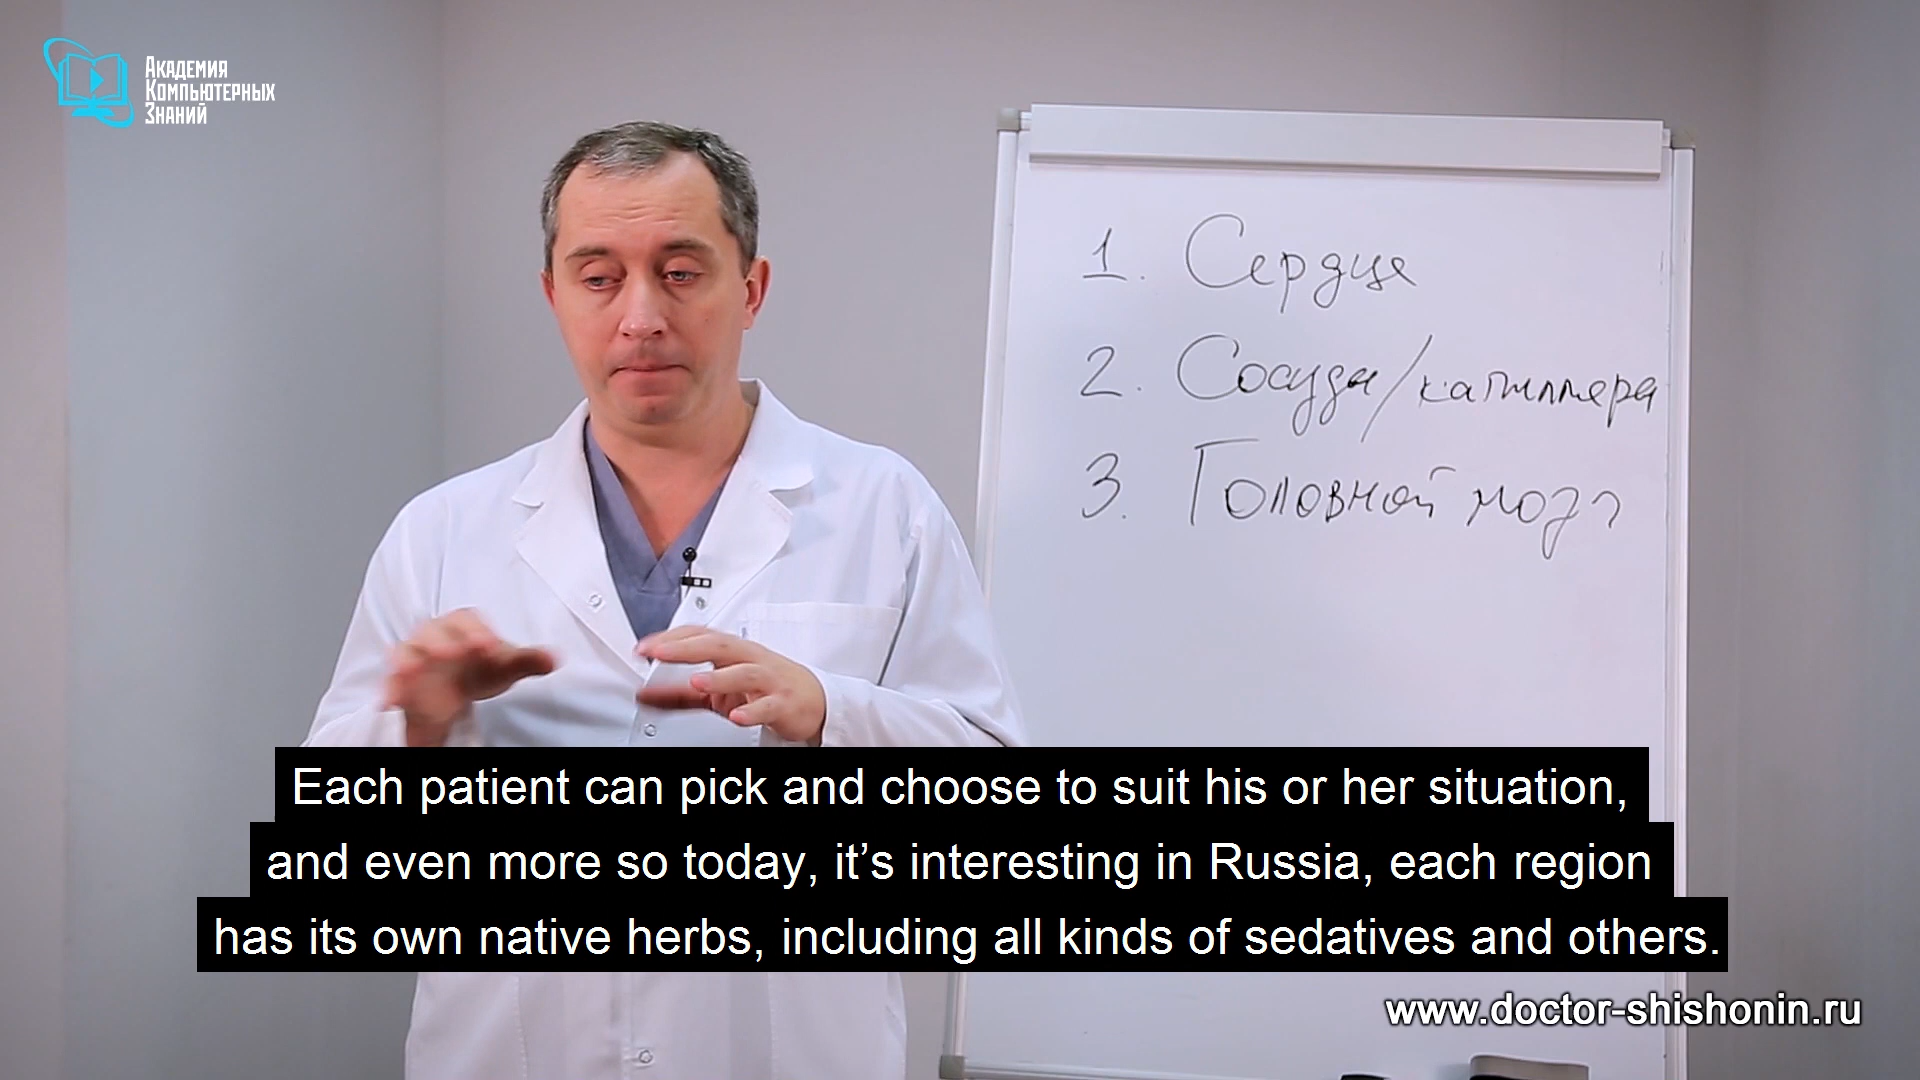 Академия
Компьютерных
Знаний
1. Сердце
2. Сосуды/капилляры
3. Головной мозг
Each patient can pick and choose to suit his or her situation,
and even more so today, it’s interesting in Russia, each region
has its own native herbs, including all kinds of sedatives and others.
www.doctor-shishonin.ru